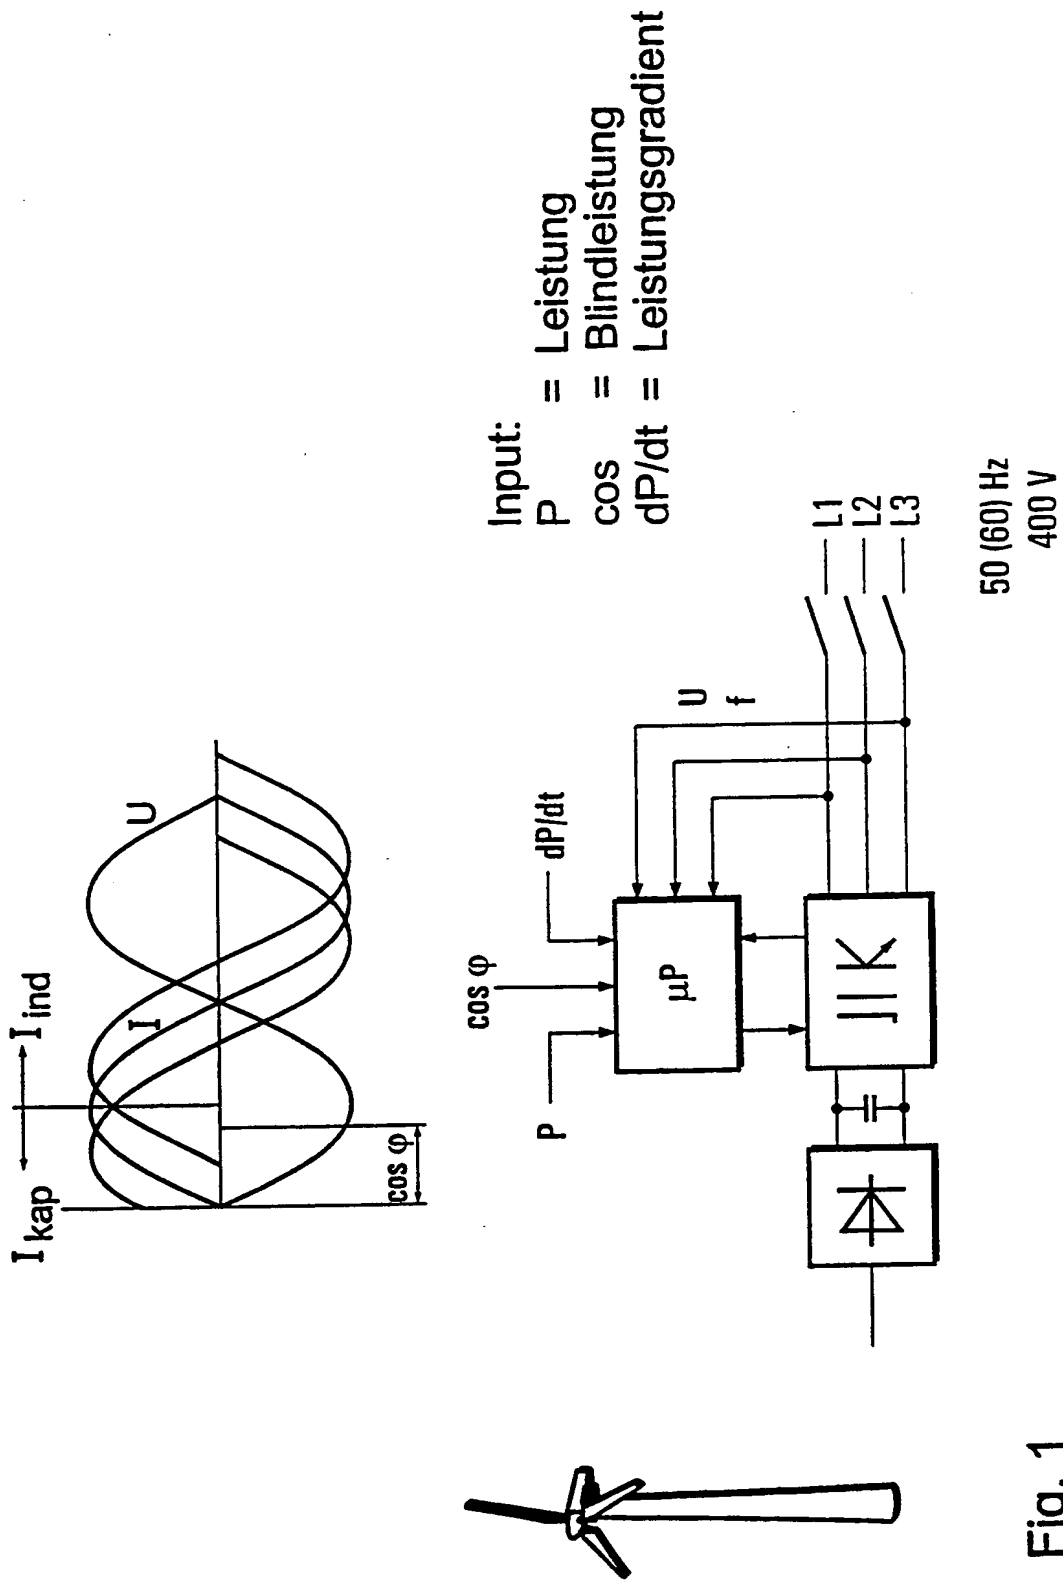 I kap
I ind
I
U
cos φ
Input:
P = Leistung
cos = Blindleistung
dP/dt = Leistungsgradient
P
cos φ
dP/dt
μP
U
f
L1
L2
L3
50 (60) Hz
400 V
Fig. 1